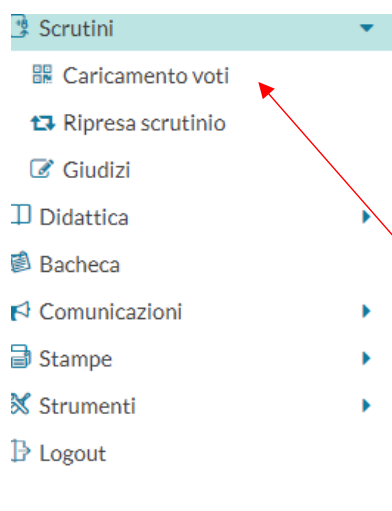 Scrutini
Caricamento voti
Ripresa scrutinio
Giudizi
Didattica
Bacheca
Comunicazioni
Stampe
Strumenti
Logout